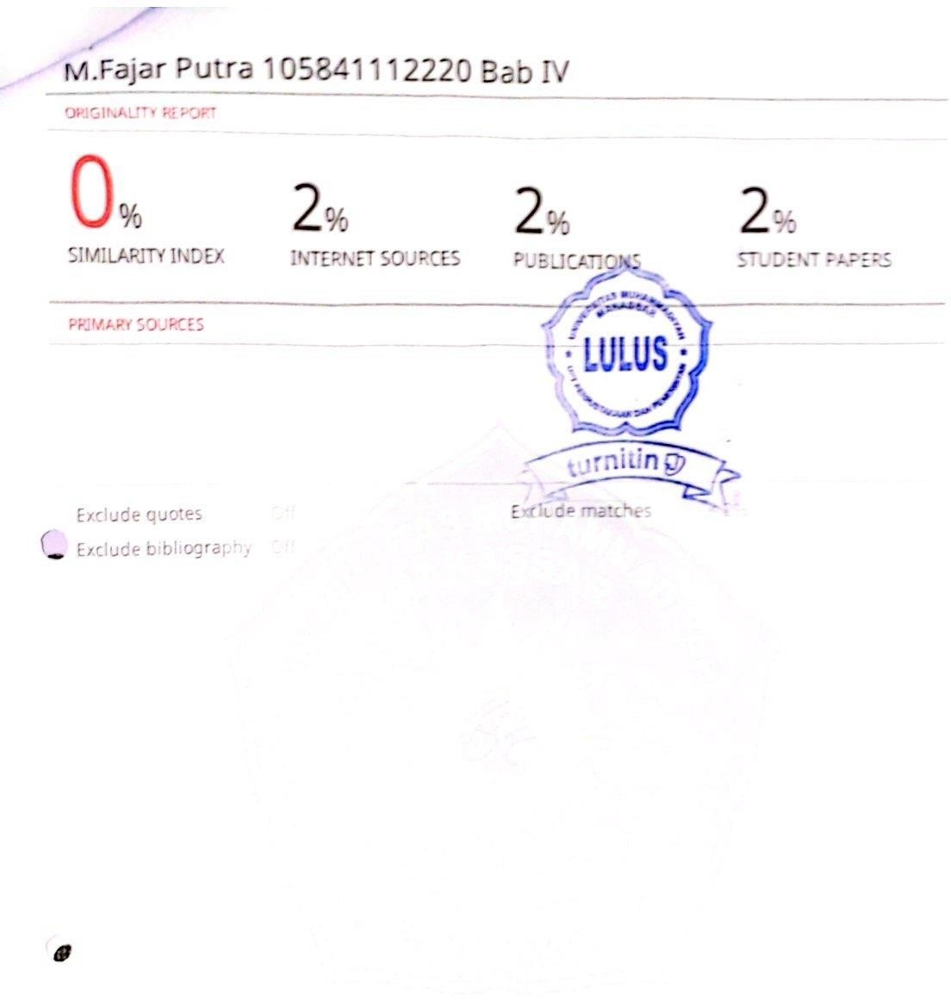 M.Fajar Putra 105841112220 Bab IV
ORIGINALITY REPORT
0% 2% 2% 2%
SIMILARITY INDEX INTERNET SOURCES PUBLICATIONS STUDENT PAPERS
PRIMARY SOURCES
UNIVERSITAS MUHAMMADIYAH
MAKASSAR
LULUS
UPT PERPUSTAKAAN DAN PENERBITAN
turnitin
Exclude quotes Off Exclude matches
Exclude bibliography Off